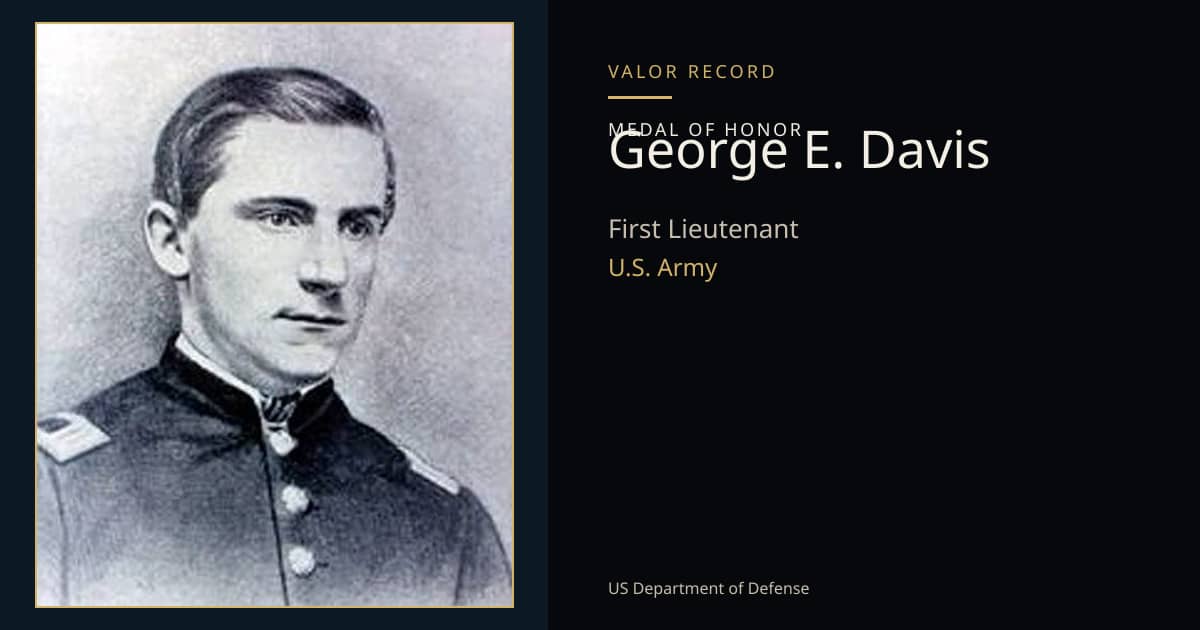 VALOR RECORD
MEDAL OF HONOR
George E. Davis
First Lieutenant
U.S. Army
US Department of Defense